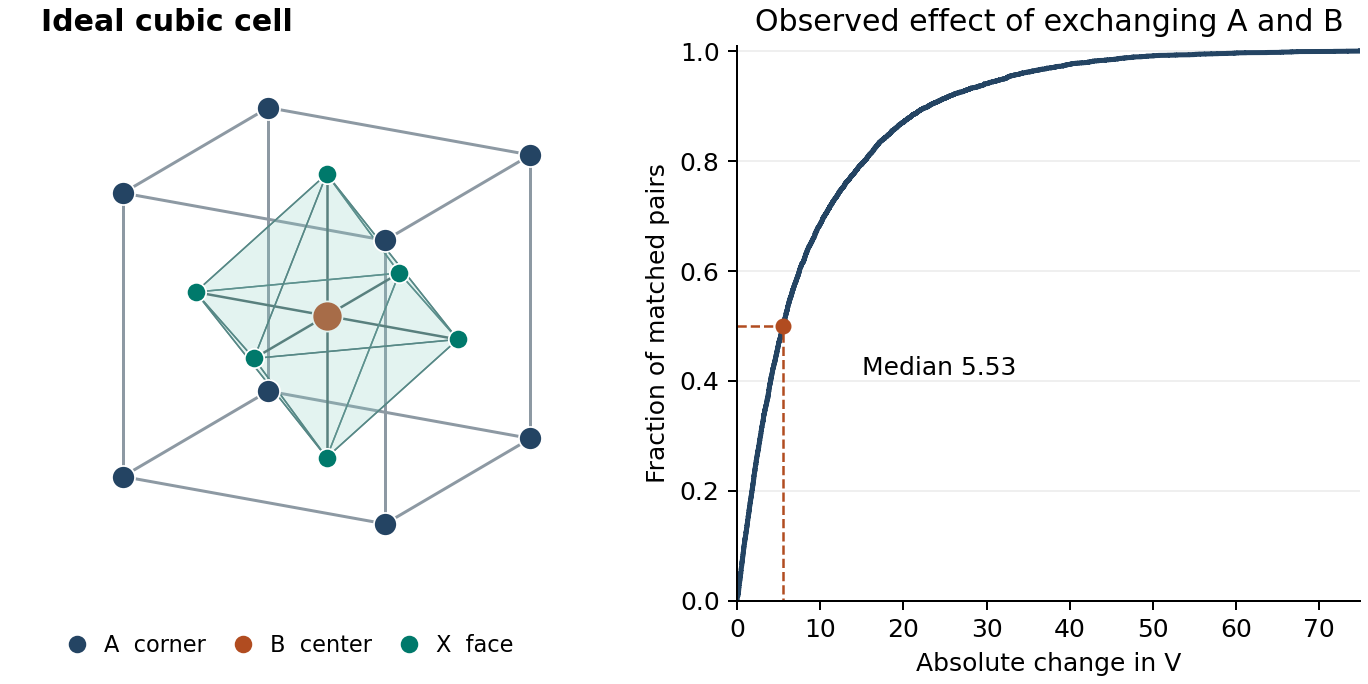 Ideal cubic cell
A corner B center X face
Observed effect of exchanging A and B
Fraction of matched pairs
1.0
0.8
0.6
0.4
0.2
0.0
Median 5.53
0 10 20 30 40 50 60 70
Absolute change in V